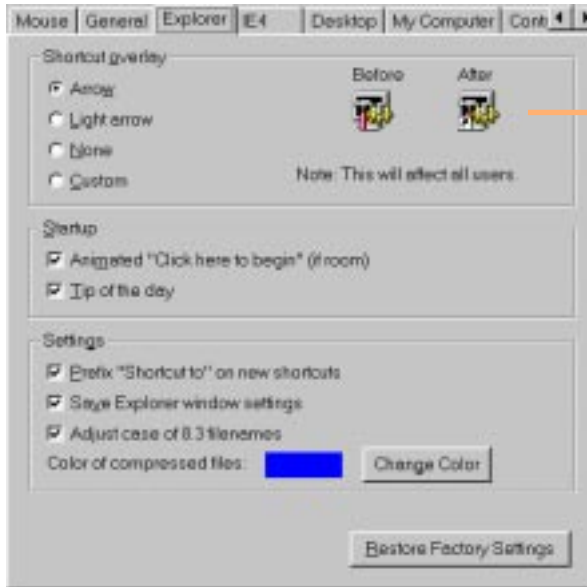 Mouse General Explorer IE4 Desktop My Computer Cont
Shortcut overlay
Before After
Arrow
Light arrow
None
Custom
Note: This will affect all users
Startup
Animated "Click here to begin" (if room)
Tip of the day
Settings
Prefix "Shortcut to" on new shortcuts
Save Explorer window settings
Adjust case of 8.3 filenames
Color of compressed files: Change Color
Restore Factory Settings